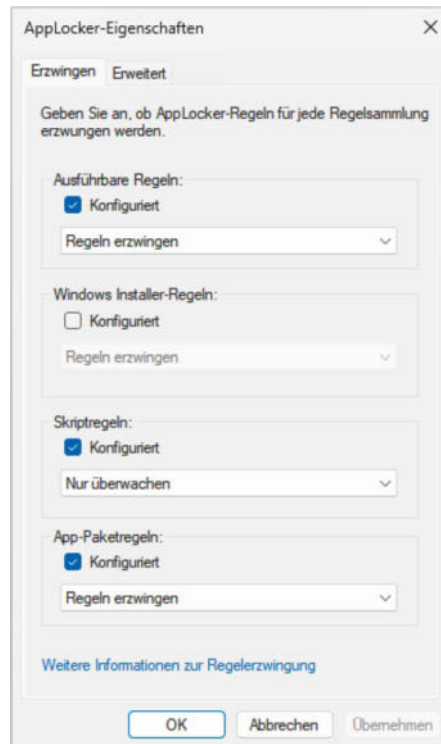 AppLocker-Eigenschaften
Erzwingen Erweitert
Geben Sie an, ob AppLocker-Regeln für jede Regelsammlung
erzwungen werden.
Ausführbare Regeln:
Konfiguriert
Regeln erzwingen
Windows Installer-Regeln:
Konfiguriert
Regeln erzwingen
Skriptregeln:
Konfiguriert
Nur überwachen
App-Paketregeln:
Konfiguriert
Regeln erzwingen
Weitere Informationen zur Regelerzwingung
OK Abbrechen Übernehmen